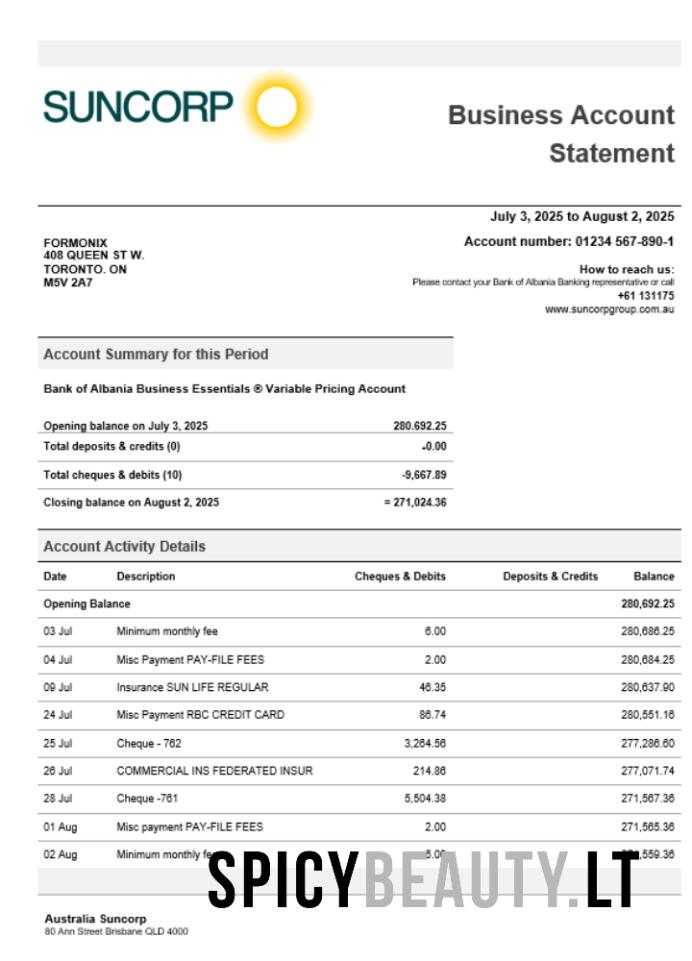 SUNCORP
Business Account
Statement
July 3, 2025 to August 2, 2025
Account number: 01234 567-890-1
FORMONIX
408 QUEEN ST W.
TORONTO. ON
M5V 2A7
How to reach us:
Please contact your Bank of Albania Banking representative or call
+61 131175
www.suncorpgroup.com.au
Account Summary for this Period
Bank of Albania Business Essentials ® Variable Pricing Account
Opening balance on July 3, 2025 280.692.25
Total deposits & credits (0) -0.00
Total cheques & debits (10) -9,667.89
Closing balance on August 2, 2025 = 271,024.36
Account Activity Details
Date Description Cheques & Debits Deposits & Credits Balance
Opening Balance 280,692.25
03 Jul Minimum monthly fee 6.00 280,686.25
04 Jul Misc Payment PAY-FILE FEES 2.00 280,684.25
09 Jul Insurance SUN LIFE REGULAR 46.35 280,637.90
24 Jul Misc Payment RBC CREDIT CARD 86.74 280,551.16
25 Jul Cheque - 762 3,264.56 277,286.60
26 Jul COMMERCIAL INS FEDERATED INSUR 214.86 277,071.74
28 Jul Cheque -761 5,504.38 271,567.36
01 Aug Misc payment PAY-FILE FEES 2.00 271,565.36
02 Aug Minimum monthly
SPICYBEAUTY.LT
Australia Suncorp
80 Ann Street Brisbane QLD 4000